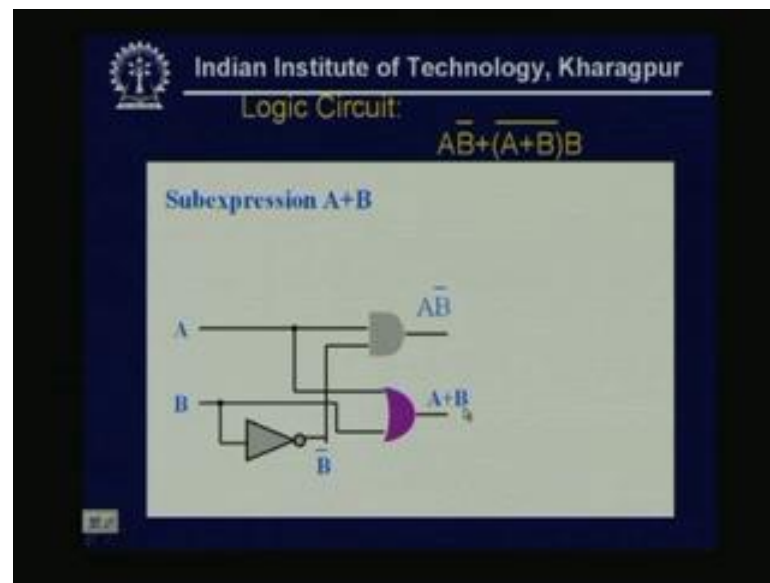 Indian Institute of Technology, Kharagpur
Logic Circuit:
AB̅+(̅A̅+̅B̅)̅B
Subexpression A+B
AB̅
A
B
A+B
B̅